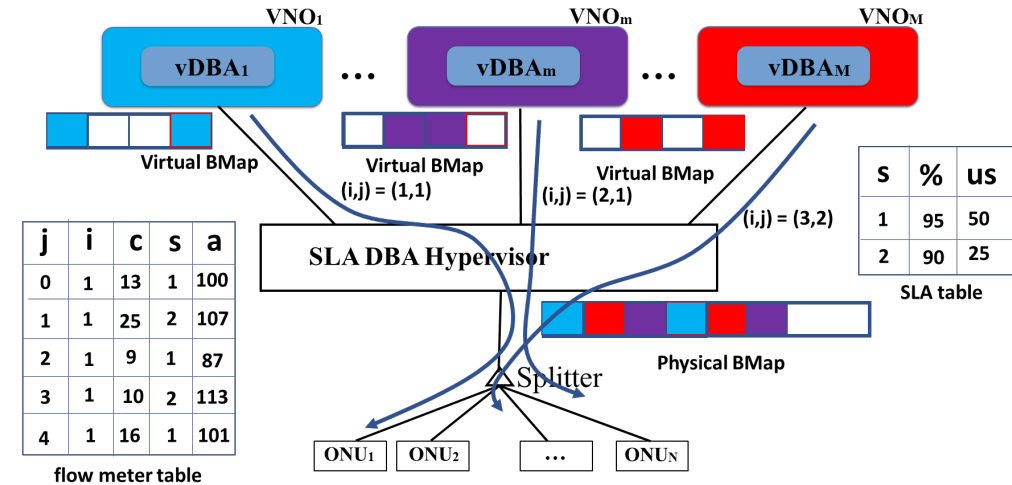 VNO1
VNOm
VNOM
vDBA1
...
vDBAm
...
vDBAM
Virtual BMap
Virtual BMap
Virtual BMap
(i,j) = (1,1)
(i,j) = (2,1)
(i,j) = (3,2)
s % us
1 95 50
2 90 25
SLA table
j i c s a
0 1 13 1 100
1 1 25 2 107
2 1 9 1 87
3 1 10 2 113
4 1 16 1 101
flow meter table
SLA DBA Hypervisor
Physical BMap
Splitter
ONU1
ONU2
...
ONUN